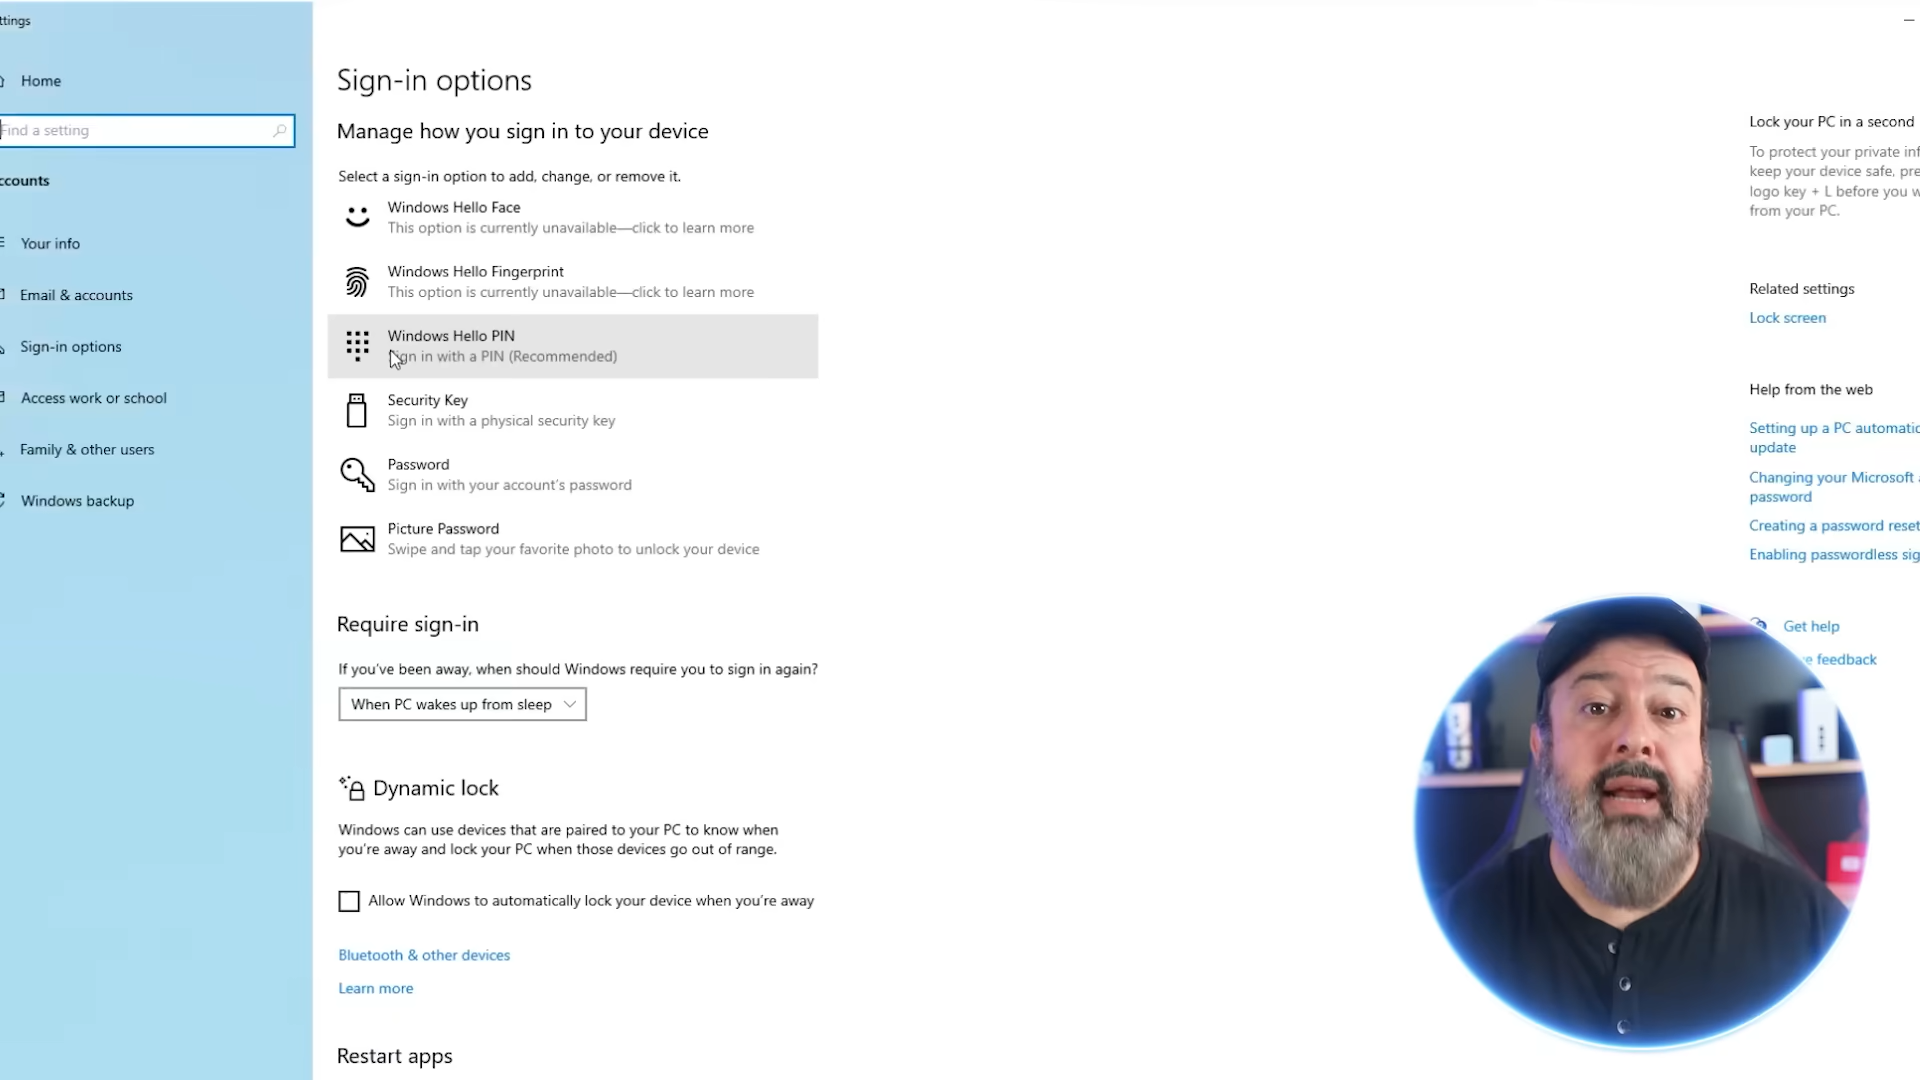 ttings
Home
Find a setting
ccounts
Your info
Email & accounts
Sign-in options
Access work or school
Family & other users
Windows backup
Sign-in options
Manage how you sign in to your device
Select a sign-in option to add, change, or remove it.
Windows Hello Face
This option is currently unavailable—click to learn more
Windows Hello Fingerprint
This option is currently unavailable—click to learn more
Windows Hello PIN
Sign in with a PIN (Recommended)
Security Key
Sign in with a physical security key
Password
Sign in with your account's password
Picture Password
Swipe and tap your favorite photo to unlock your device
Require sign-in
If you've been away, when should Windows require you to sign in again?
When PC wakes up from sleep
Dynamic lock
Windows can use devices that are paired to your PC to know when
you're away and lock your PC when those devices go out of range.
Allow Windows to automatically lock your device when you're away
Bluetooth & other devices
Learn more
Restart apps
Lock your PC in a second
To protect your private inf
keep your device safe, pre
logo key + L before you w
from your PC.
Related settings
Lock screen
Help from the web
Setting up a PC automatic
update
Changing your Microsoft a
password
Creating a password reset
Enabling passwordless sig
Get help
e feedback